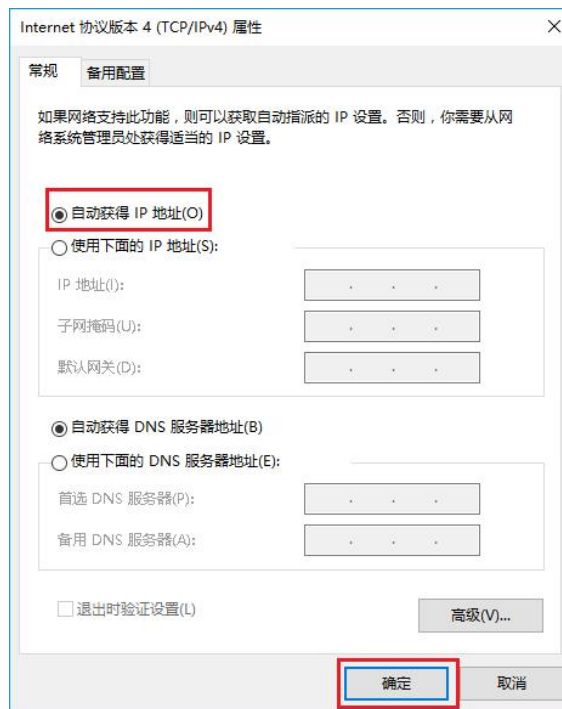 Internet 协议版本 4 (TCP/IPv4) 属性
常规
备用配置
如果网络支持此功能，则可以获取自动指派的 IP 设置。否则，你需要从网
络系统管理员处获得适当的 IP 设置。
自动获得 IP 地址(O)
使用下面的 IP 地址(S):
IP 地址(I):
子网掩码(U):
默认网关(D):
自动获得 DNS 服务器地址(B)
使用下面的 DNS 服务器地址(E):
首选 DNS 服务器(P):
备用 DNS 服务器(A):
退出时验证设置(L)
高级(V)...
确定
取消